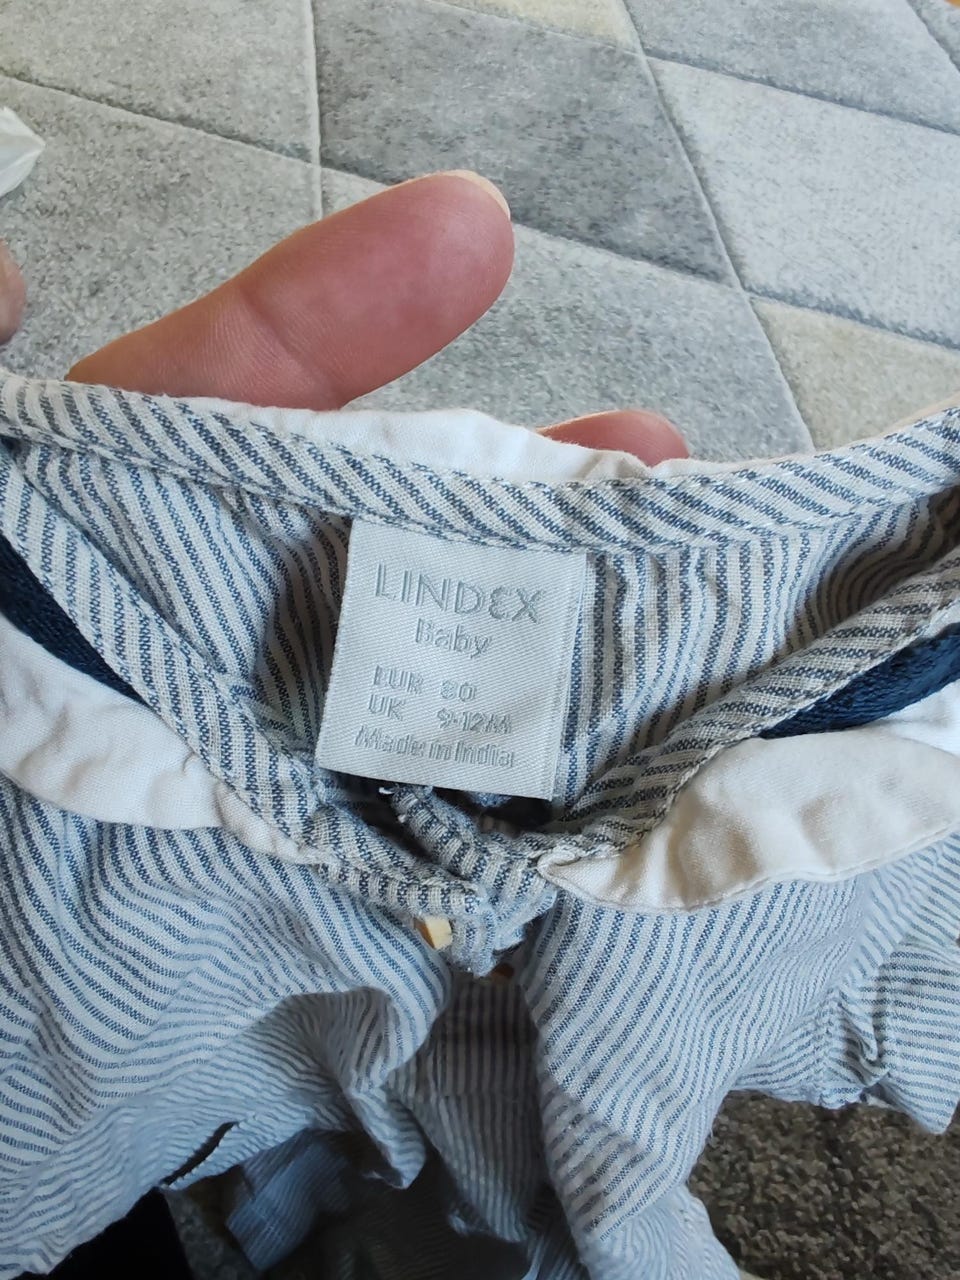 LINDEX
Baby
EUR 80
UK 9-12M
Made in India